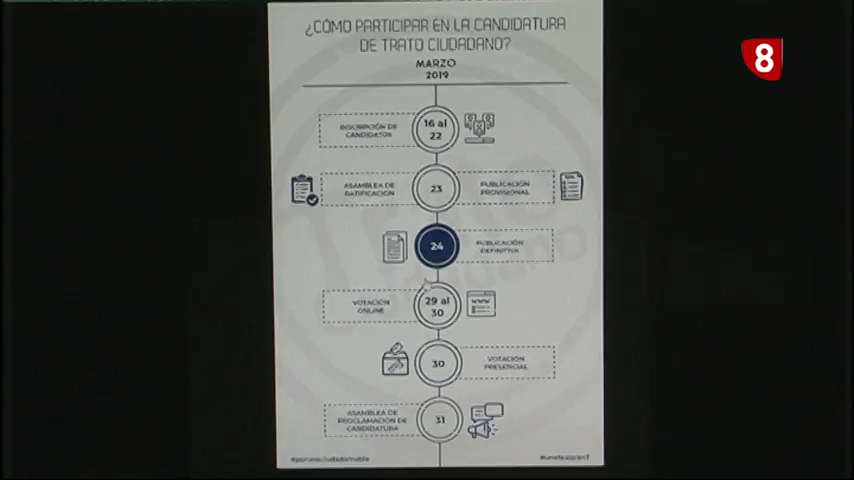 ¿CÓMO PARTICIPAR EN LA CANDIDATURA
DE TRATO CIUDADANO?
MARZO
2019
8
16 al
22
INSCRIPCIÓN DE
CANDIDATOS
ASAMBLEA DE
RATIFICACIÓN
23
PUBLICACIÓN
PROVISIONAL
24
PUBLICACIÓN
DEFINITIVA
VOTACIÓN
ONLINE
29 al
30
WWW
30
VOTACIÓN
PRESENCIAL
ASAMBLEA DE
PROCLAMACIÓN DE
CANDIDATURA
31